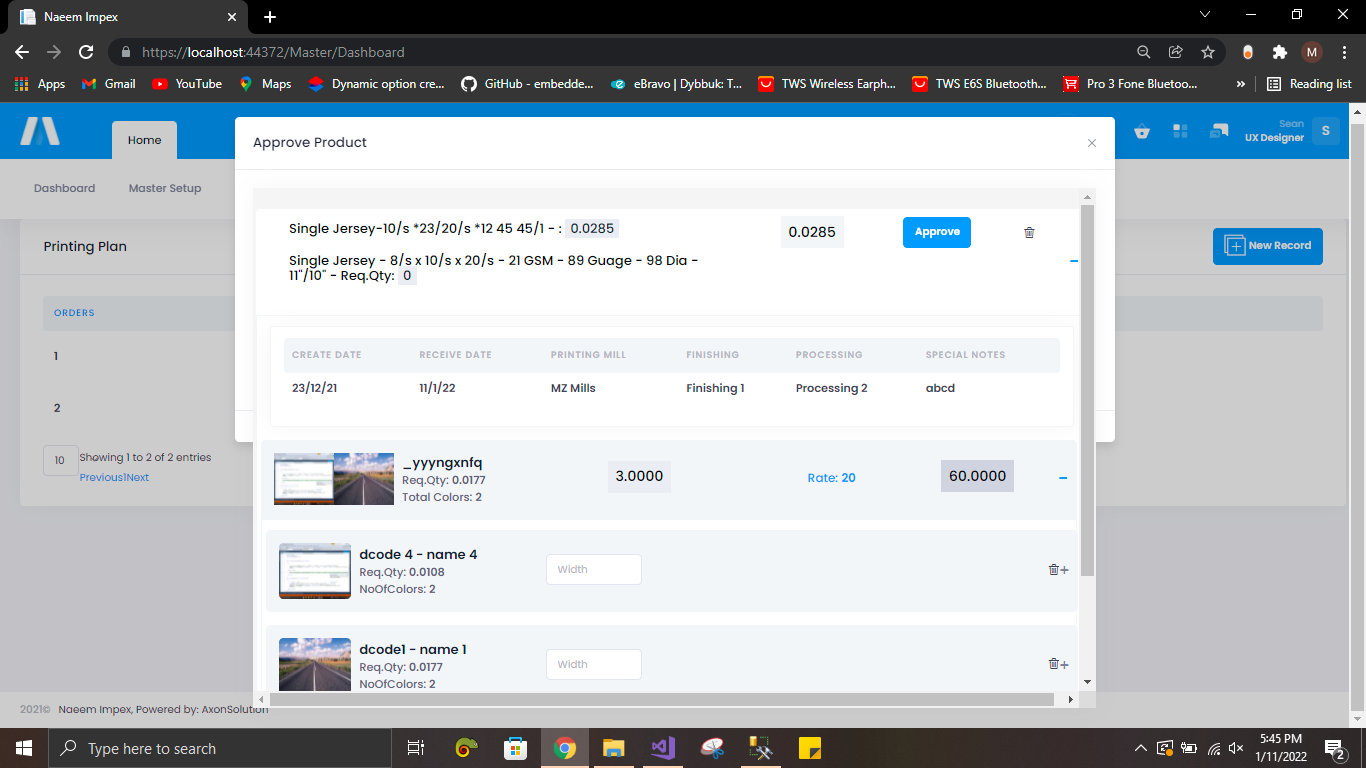 Naeem Impex
https://localhost:44372/Master/Dashboard
M
Apps
Gmail
YouTube
Maps
Dynamic option cre...
GitHub - embedde...
eBravo | Dybbuk: T...
TWS Wireless Earph...
TWS E6S Bluetooth...
Pro 3 Fone Bluetoo...
»
Reading list
Home
Sean
UX Designer
S
Dashboard
Master Setup
Printing Plan
New Record
ORDERS
1
2
10
Showing 1 to 2 of 2 entries
Previous1Next
Approve Product
Single Jersey-10/s *23/20/s *12 45 45/1 - : 0.0285
0.0285
Approve
Single Jersey - 8/s x 10/s x 20/s - 21 GSM - 89 Guage - 98 Dia -
11"/10" - Req.Qty: 0
CREATE DATE RECEIVE DATE PRINTING MILL FINISHING PROCESSING SPECIAL NOTES
23/12/21 11/1/22 MZ Mills Finishing 1 Processing 2 abcd
_yyyngxnfq
Req.Qty: 0.0177
Total Colors: 2
3.0000
Rate: 20
60.0000
dcode 4 - name 4
Req.Qty: 0.0108
NoOfColors: 2
Width
dcode1 - name 1
Req.Qty: 0.0177
NoOfColors: 2
Width
2021© Naeem Impex, Powered by: AxonSolution
Type here to search
5:45 PM
1/11/2022
2